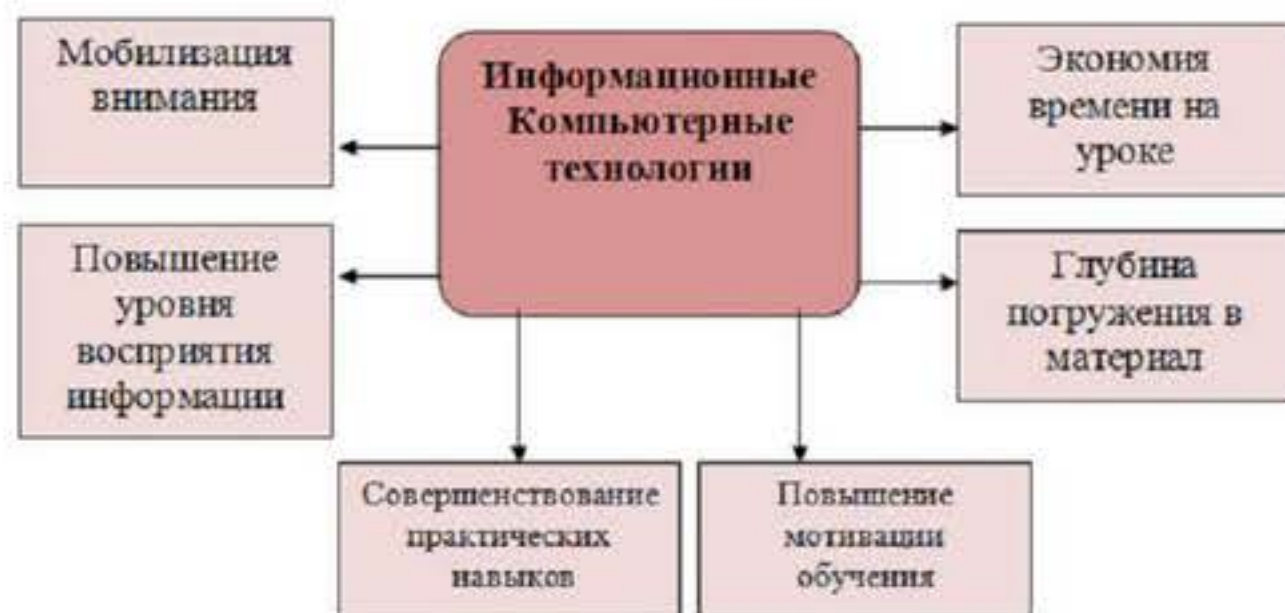 Мобилизация
внимания
Информационные
Компьютерные
технологии
Экономия
времени на
уроке
Повышение
уровня
восприятия
информации
Глубина
погружения в
материал
Совершенствование
практических
навыков
Повышение
мотивации
обучения